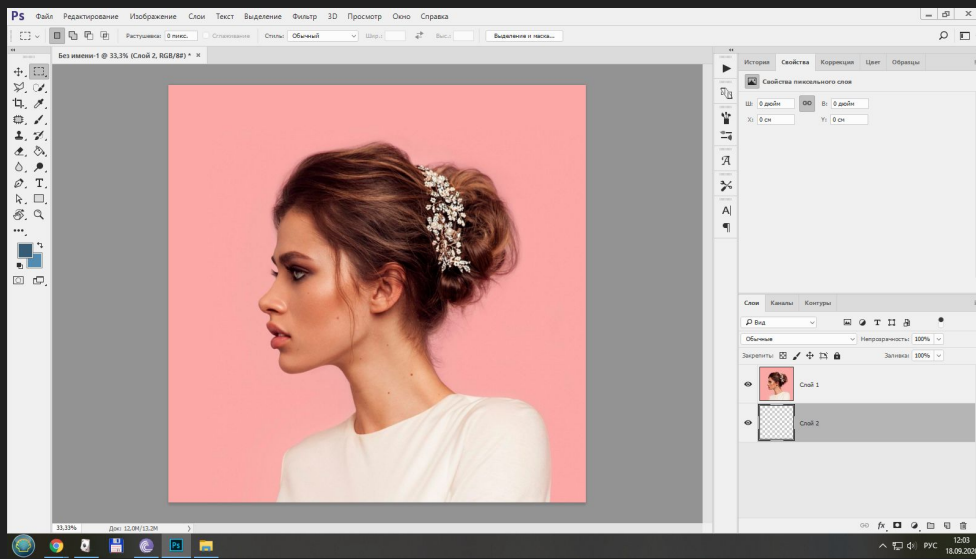 Ps Файл Редактирование Изображение Слои Текст Выделение Фильтр 3D Просмотр Окно Справка
Растушевка: 0 пикс. Сглаживание Стиль: Обычный Шир.: Выс.: Выделение и маска...
Без имени-1 @ 33,3% (Слой 2, RGB/8#) * ×
История Свойства Коррекция Цвет Образцы
Свойства пиксельного слоя
Ш: 0 дюйм В: 0 дюйм
X: 0 см Y: 0 см
Слои Каналы Контуры
Вид
Обычные Непрозрачность: 100%
Закрепить: Заливка: 100%
Слой 1
Слой 2
33,33% Док: 12,0M/13,2M
Ps РУС 12:03